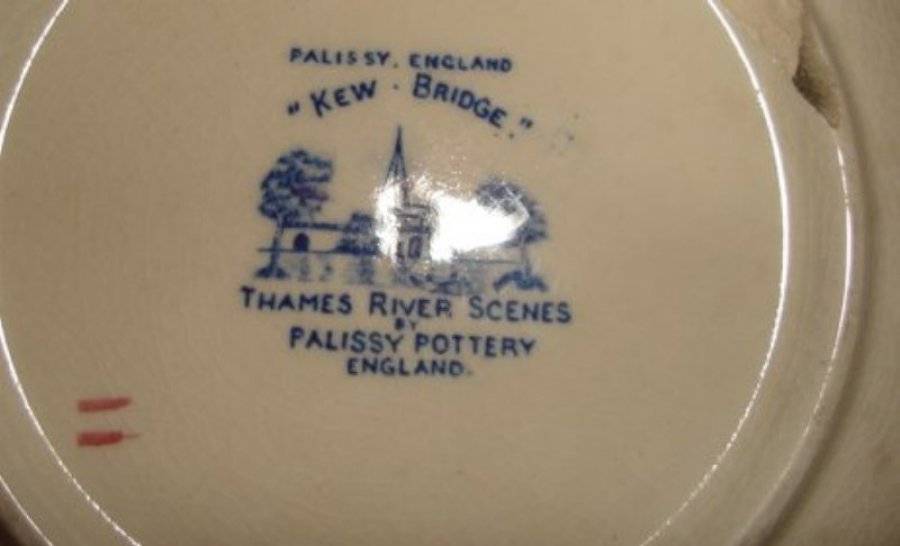 PALISSY. ENGLAND
"KEW · BRIDGE."
THAMES RIVER SCENES
BY
PALISSY POTTERY
ENGLAND.